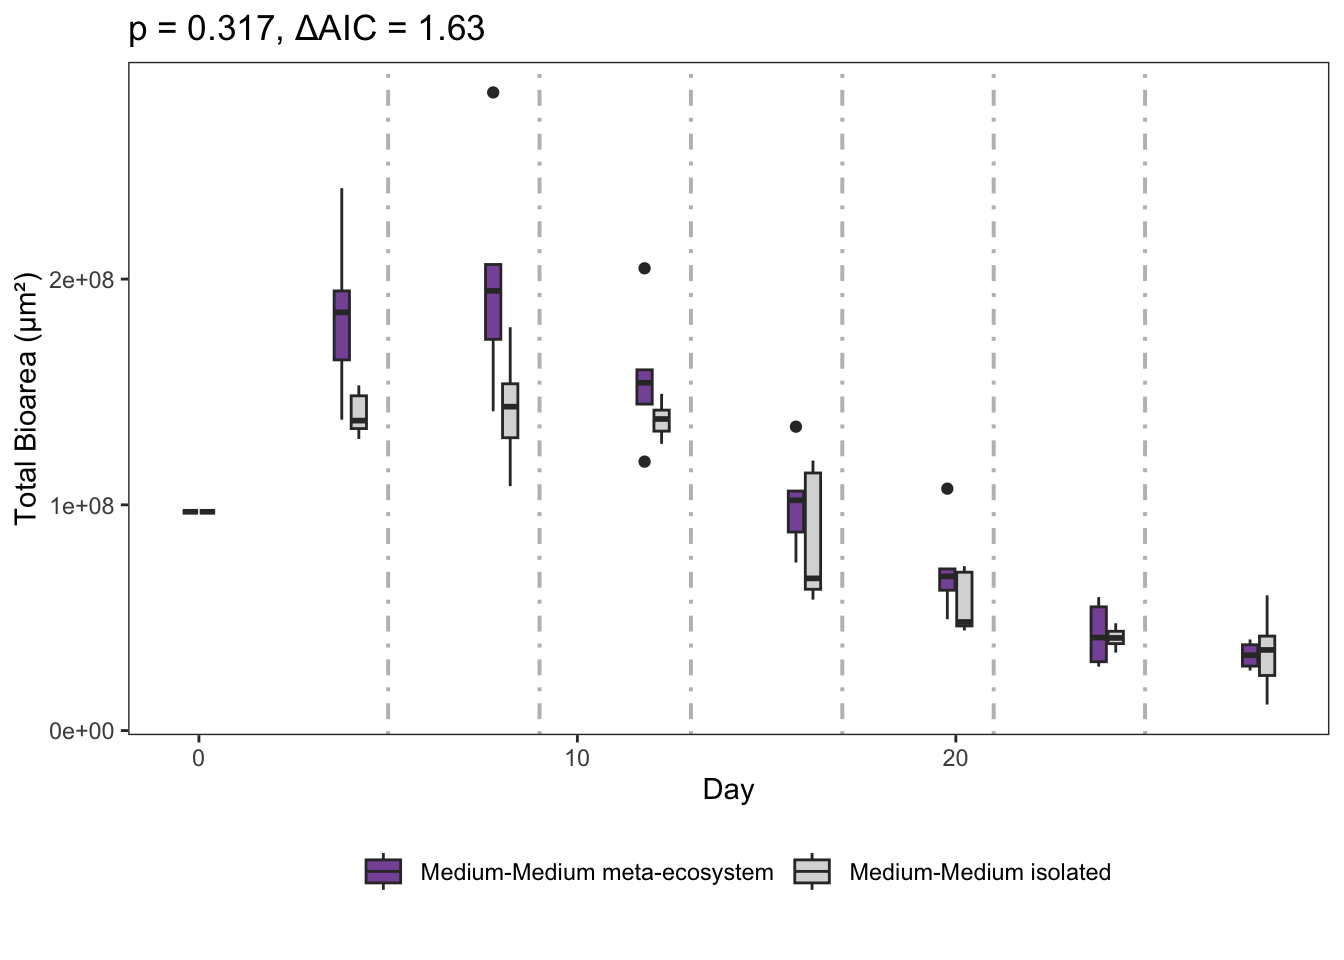 p = 0.317, ΔAIC = 1.63
Total Bioarea (µm²)
2e+08
1e+08
0e+00
0
10
20
Day
Medium-Medium meta-ecosystem
Medium-Medium isolated